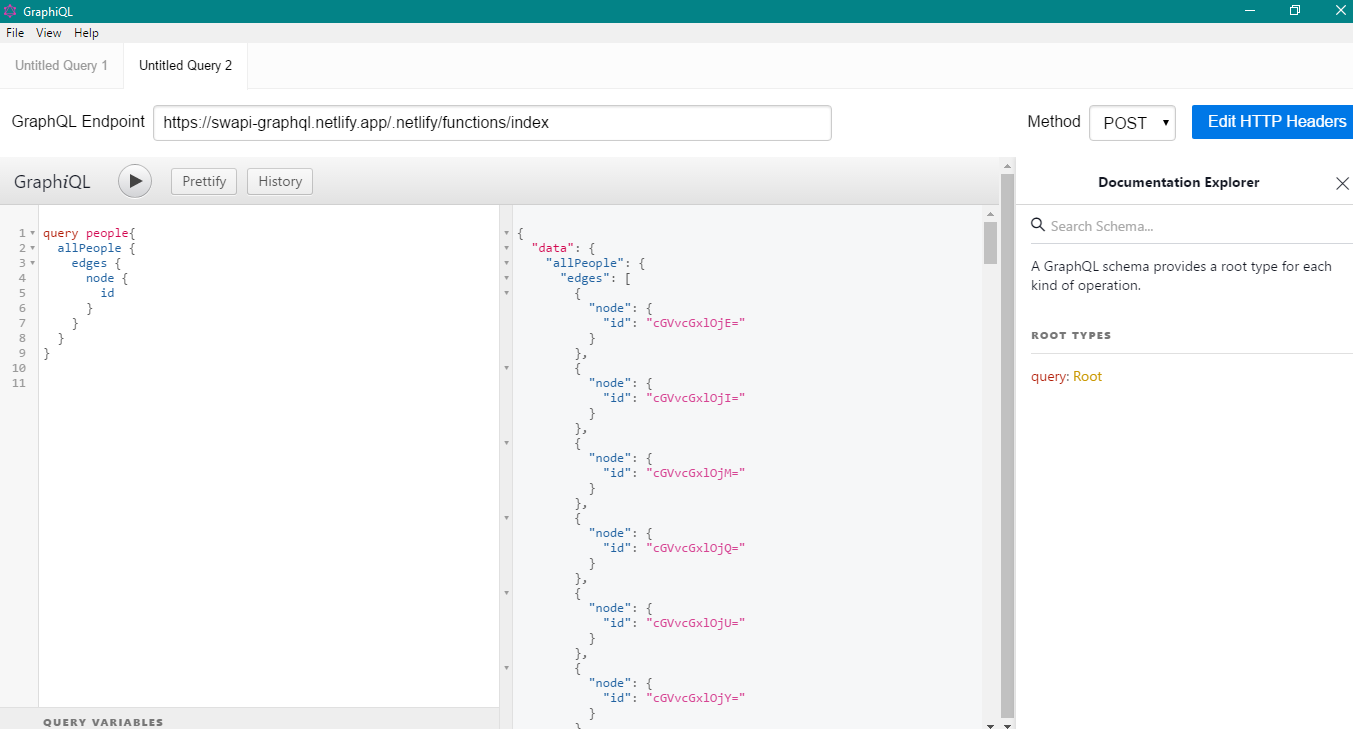 GraphiQL
File View Help
Untitled Query 1 Untitled Query 2
GraphQL Endpoint https://swapi-graphql.netlify.app/.netlify/functions/index Method POST Edit HTTP Headers
GraphiQL Prettify History
1 query people{
2 allPeople {
3 edges {
4 node {
5 id
6 }
7 }
8 }
9 }
10
11
QUERY VARIABLES
{
"data": {
"allPeople": {
"edges": [
{
"node": {
"id": "cGVvcGxlOjE="
}
},
{
"node": {
"id": "cGVvcGxlOjI="
}
},
{
"node": {
"id": "cGVvcGxlOjM="
}
},
{
"node": {
"id": "cGVvcGxlOjQ="
}
},
{
"node": {
"id": "cGVvcGxlOjU="
}
},
{
"node": {
"id": "cGVvcGxlOjY="
}
}
Documentation Explorer
Search Schema...
A GraphQL schema provides a root type for each
kind of operation.
ROOT TYPES
query: Root